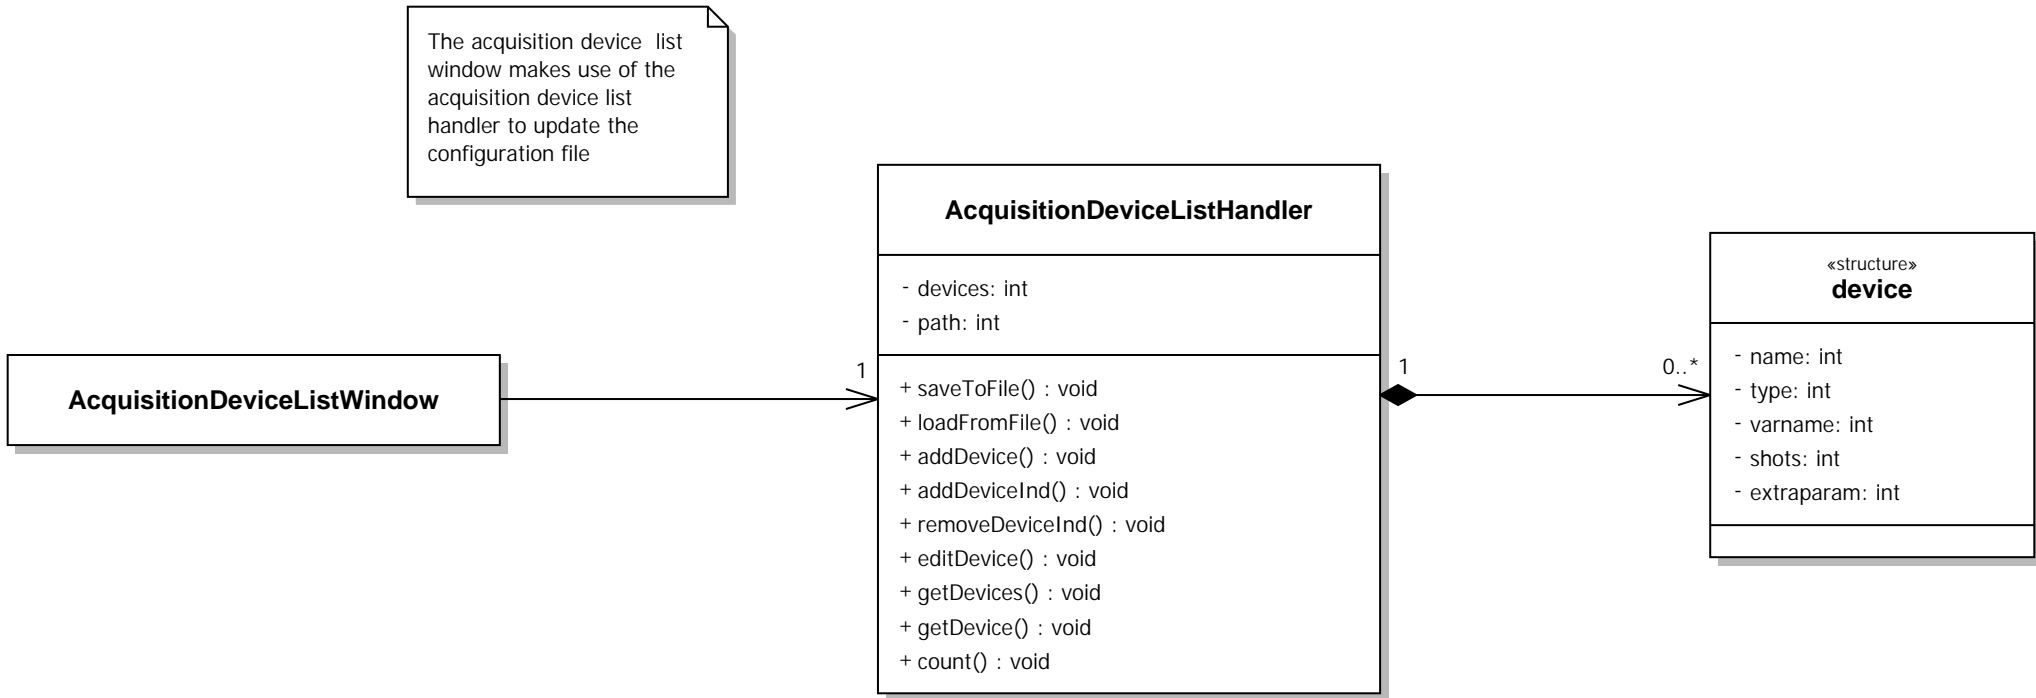 The acquisition device list
window makes use of the
acquisition device list
handler to update the
configuration file
AcquisitionDeviceListWindow
1
AcquisitionDeviceListHandler
- devices: int
- path: int
+ saveToFile() : void
+ loadFromFile() : void
+ addDevice() : void
+ addDeviceInd() : void
+ removeDeviceInd() : void
+ editDevice() : void
+ getDevices() : void
+ getDevice() : void
+ count() : void
1
0..*
«structure»
device
- name: int
- type: int
- varname: int
- shots: int
- extraparam: int